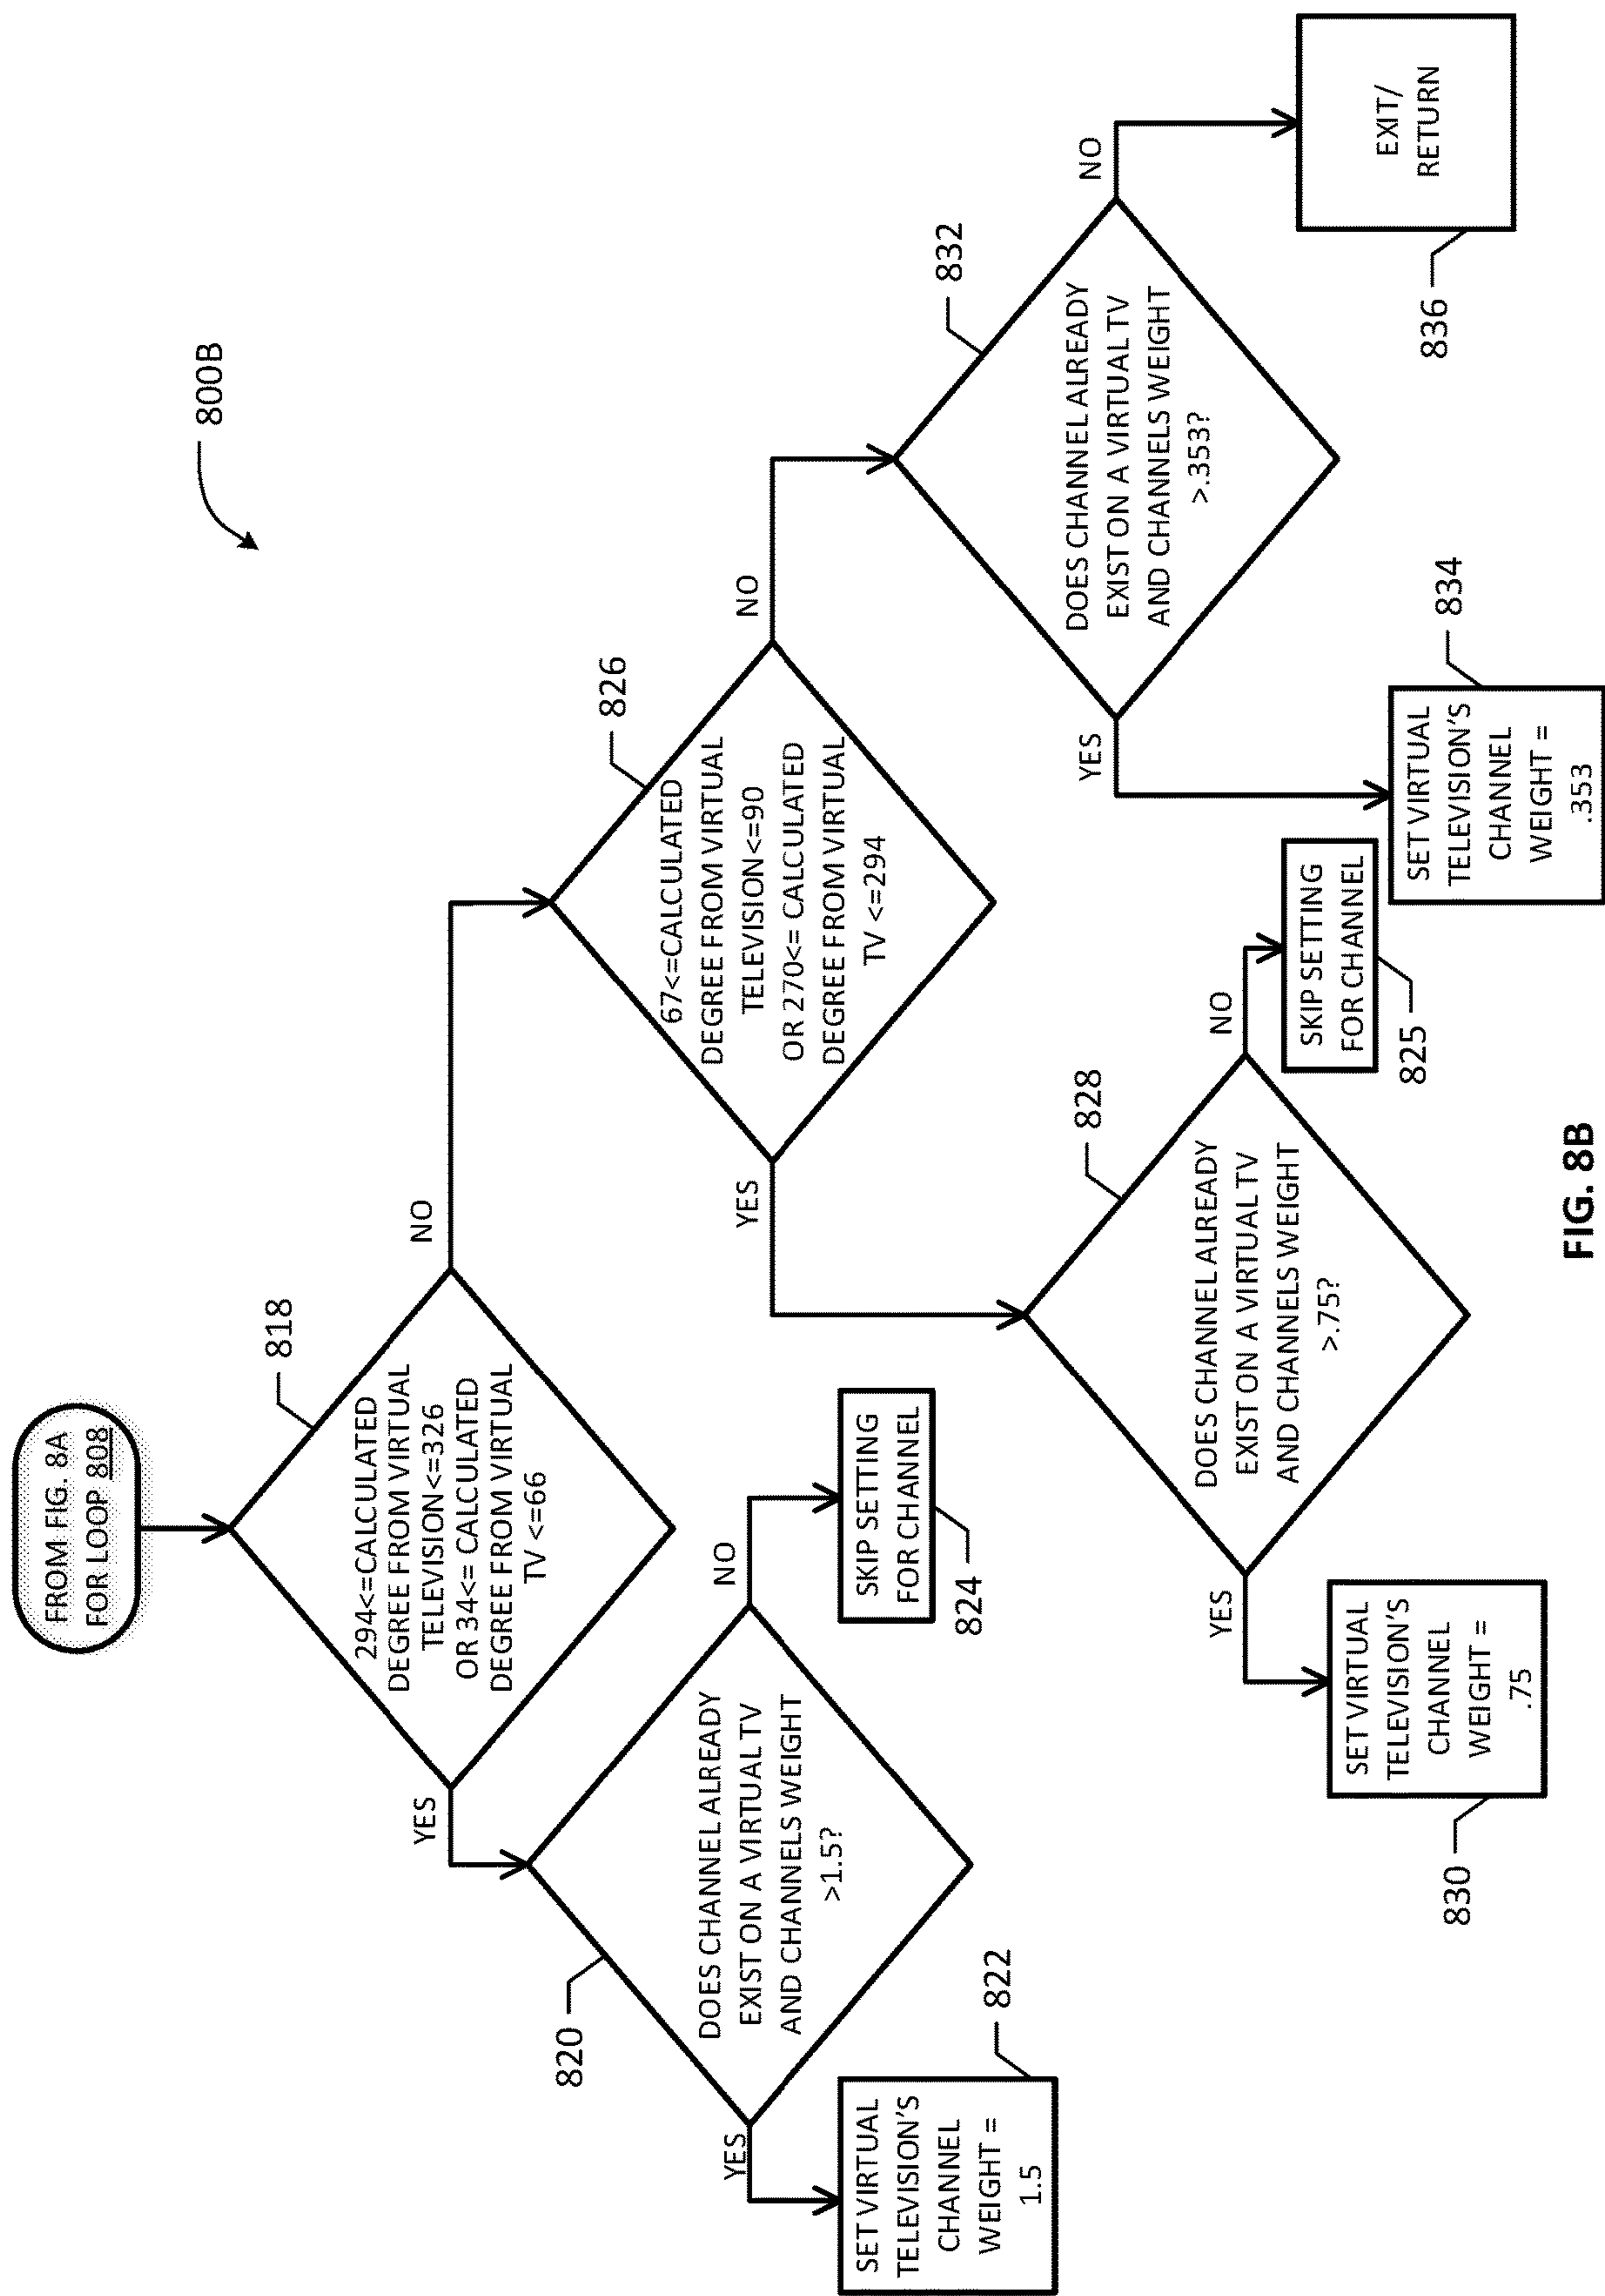 800B
FROM FIG. 8A
FOR LOOP 808
818
294<=CALCULATED
DEGREE FROM VIRTUAL
TELEVISION<=326
OR 34<= CALCULATED
DEGREE FROM VIRTUAL
TV <=66
YES
NO
820
DOES CHANNEL ALREADY
EXIST ON A VIRTUAL TV
AND CHANNELS WEIGHT
>1.5?
YES
NO
SET VIRTUAL
TELEVISION'S
CHANNEL
WEIGHT =
1.5
822
SKIP SETTING
FOR CHANNEL
824
826
67<=CALCULATED
DEGREE FROM VIRTUAL
TELEVISION<=90
OR 270<= CALCULATED
DEGREE FROM VIRTUAL
TV <=294
YES
NO
828
DOES CHANNEL ALREADY
EXIST ON A VIRTUAL TV
AND CHANNELS WEIGHT
>.75?
YES
NO
SET VIRTUAL
TELEVISION'S
CHANNEL
WEIGHT =
.75
830
SKIP SETTING
FOR CHANNEL
825
832
DOES CHANNEL ALREADY
EXIST ON A VIRTUAL TV
AND CHANNELS WEIGHT
>.353?
YES
NO
SET VIRTUAL
TELEVISION'S
CHANNEL
WEIGHT =
.353
834
EXIT/
RETURN
836
FIG. 8B